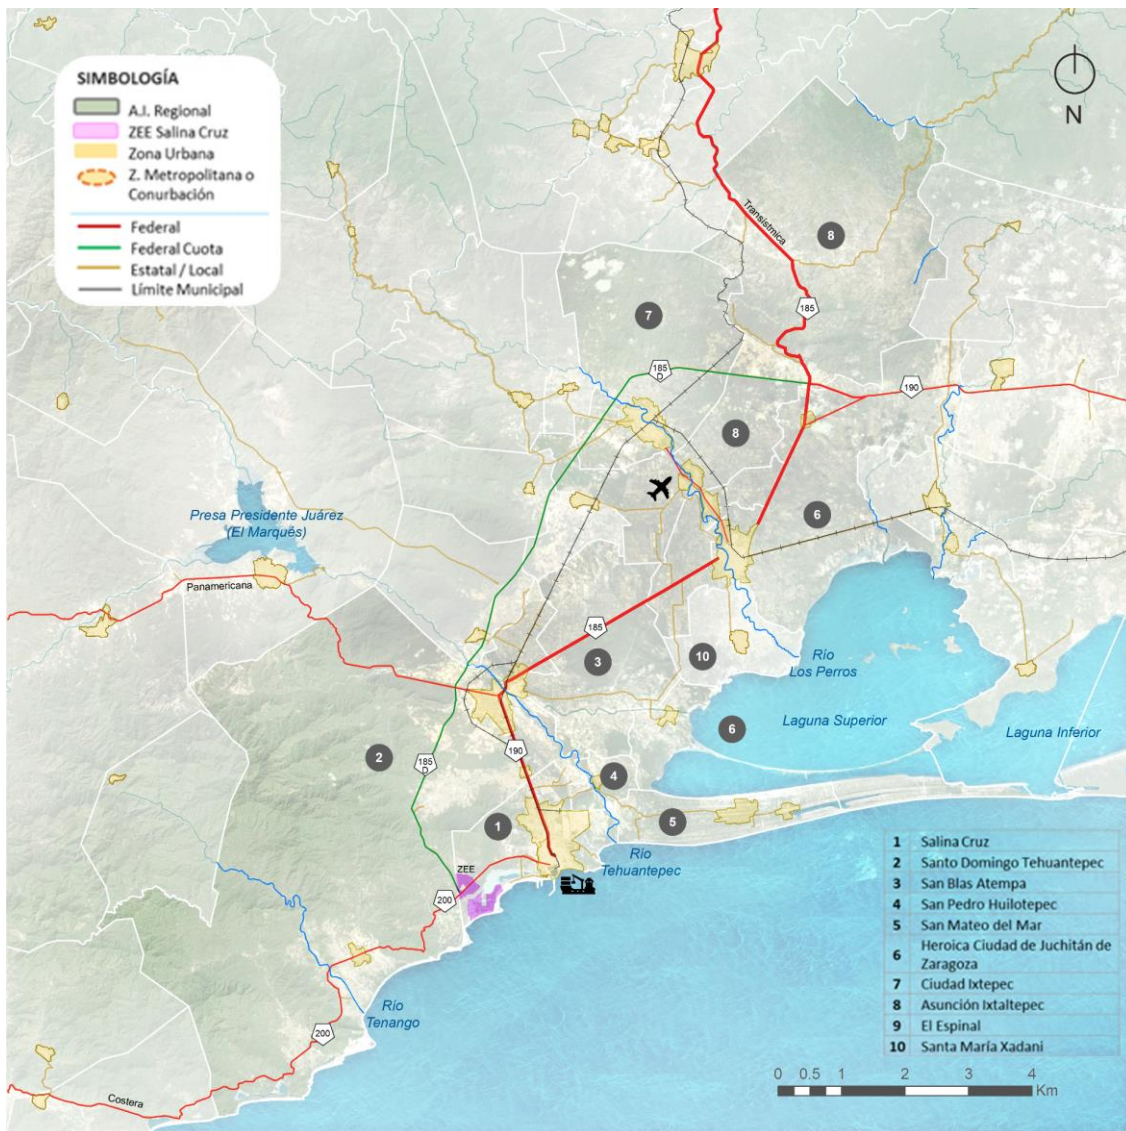 SIMBOLOGÍA
A.I. Regional
ZEE Salina Cruz
Zona Urbana
Z. Metropolitana o
Conurbación
Federal
Federal Cuota
Estatal / Local
Límite Municipal
N
Transístmica
8
7
185
185
D
190
8
6
Presa Presidente Juárez
(El Marqués)
Panamericana
185
3
10
Río
Los Perros
Laguna Superior
Laguna Inferior
6
2
190
185
D
4
1
5
Río
Tehuantepec
ZEE
200
Río
Tenango
200
Costera
1 Salina Cruz
2 Santo Domingo Tehuantepec
3 San Blas Atempa
4 San Pedro Huilotepec
5 San Mateo del Mar
6 Heroica Ciudad de Juchitán de
Zaragoza
7 Ciudad Ixtepec
8 Asunción Ixtaltepec
9 El Espinal
10 Santa María Xadani
0 0.5 1 2 3 4
Km